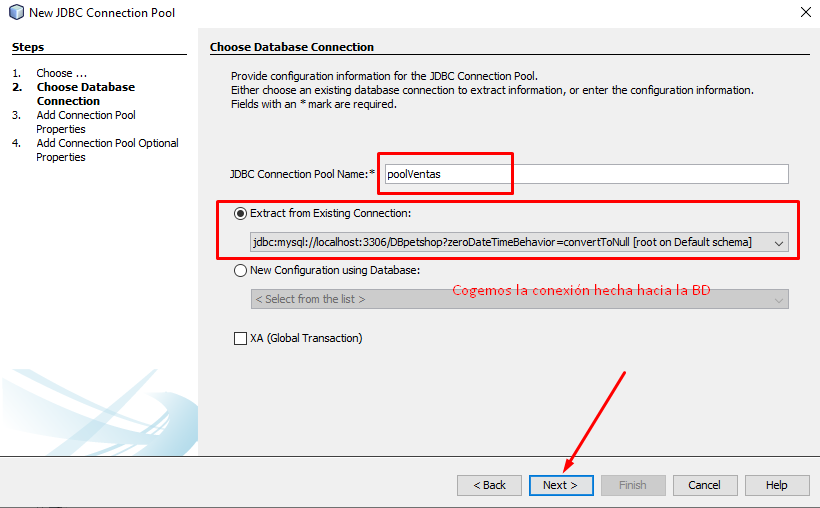 New JDBC Connection Pool
Steps
1. Choose ...
2. Choose Database
Connection
3. Add Connection Pool
Properties
4. Add Connection Pool Optional
Properties
Choose Database Connection
Provide configuration information for the JDBC Connection Pool.
Either choose an existing database connection to extract information, or enter the configuration information.
Fields with an * mark are required.
JDBC Connection Pool Name:* poolVentas
Extract from Existing Connection:
jdbc:mysql://localhost:3306/DBpetshop?zeroDateTimeBehavior=convertToNull [root on Default schema]
New Configuration using Database:
< Select from the list >
Cogemos la conexión hecha hacia la BD
XA (Global Transaction)
< Back Next > Finish Cancel Help